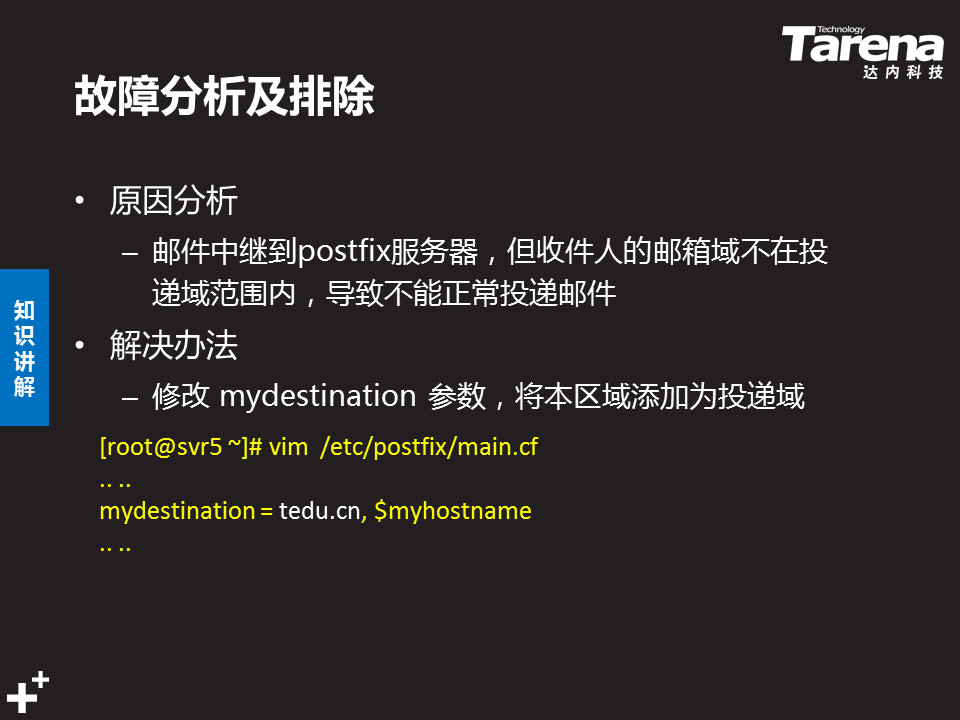 Technology
Tarena
达内科技
故障分析及排除
• 原因分析
– 邮件中继到postfix服务器，但收件人的邮箱域不在投
递域范围内，导致不能正常投递邮件
• 解决办法
– 修改 mydestination 参数，将本区域添加为投递域
[root@svr5 ~]# vim /etc/postfix/main.cf
.. ..
mydestination = tedu.cn, $myhostname
.. ..
知
识
讲
解